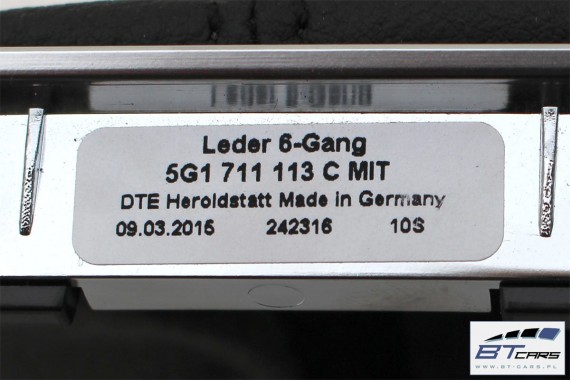 Leder 6-Gang
5G1 711 113 C MIT
DTE Heroldstatt Made in Germany
09.03.2015 242316 10S
BTCARS
WWW.BT-CARS.PL